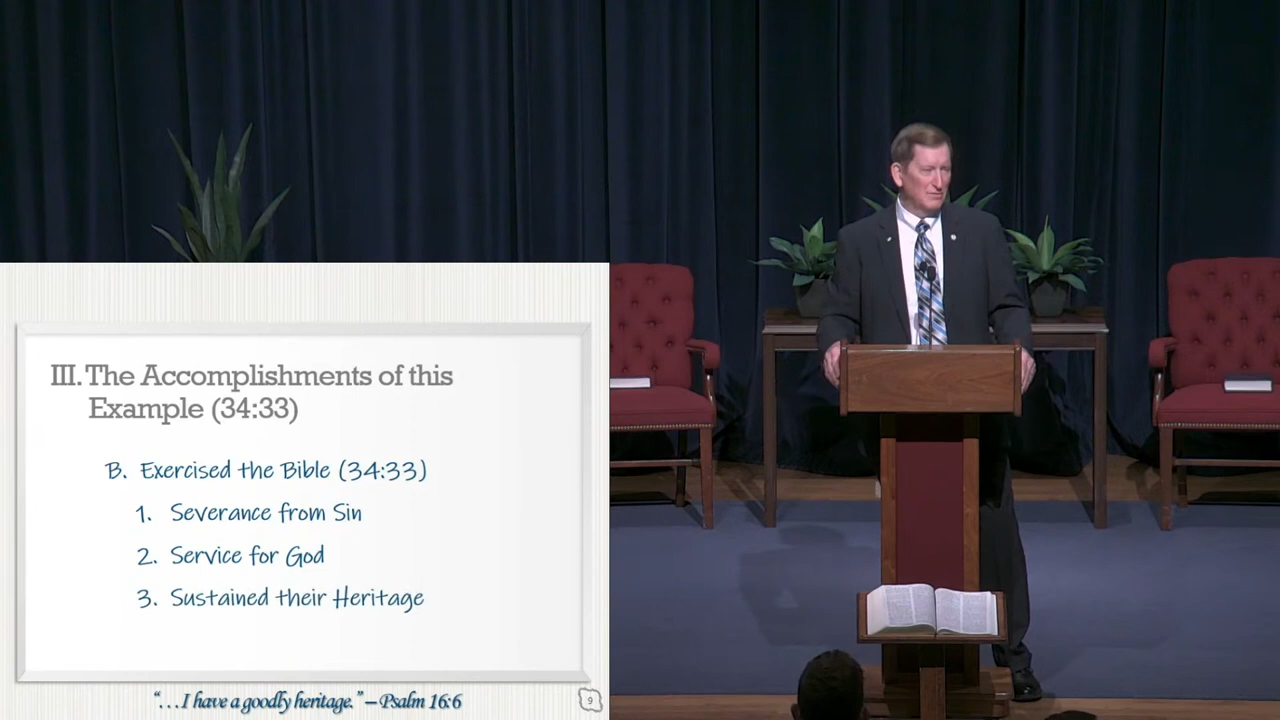 III. The Accomplishments of this
Example (34:33)
B. Exercised the Bible (34:33)
1. Severance from Sin
2. Service for God
3. Sustained their Heritage
“…I have a goodly heritage.” – Psalm 16:6
9